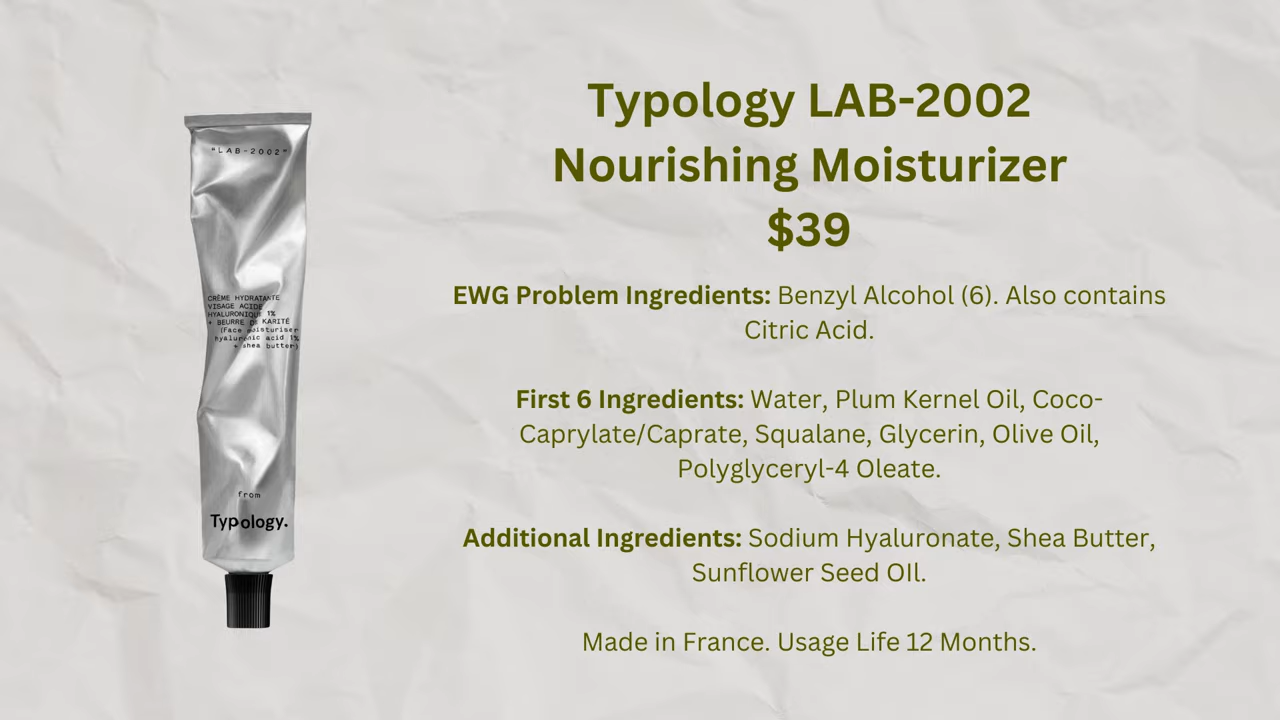 "LAB-2002"
CRÈME HYDRATANTE
VISAGE ACIDE
HYALURONIQUE 1%
+ BEURRE DE KARITÉ
(Face moisturiser
hyaluronic acid 1%
+ shea butter)
from
Typology.
Typology LAB-2002
Nourishing Moisturizer
$39
EWG Problem Ingredients: Benzyl Alcohol (6). Also contains
Citric Acid.
First 6 Ingredients: Water, Plum Kernel Oil, Coco-
Caprylate/Caprate, Squalane, Glycerin, Olive Oil,
Polyglyceryl-4 Oleate.
Additional Ingredients: Sodium Hyaluronate, Shea Butter,
Sunflower Seed OIl.
Made in France. Usage Life 12 Months.